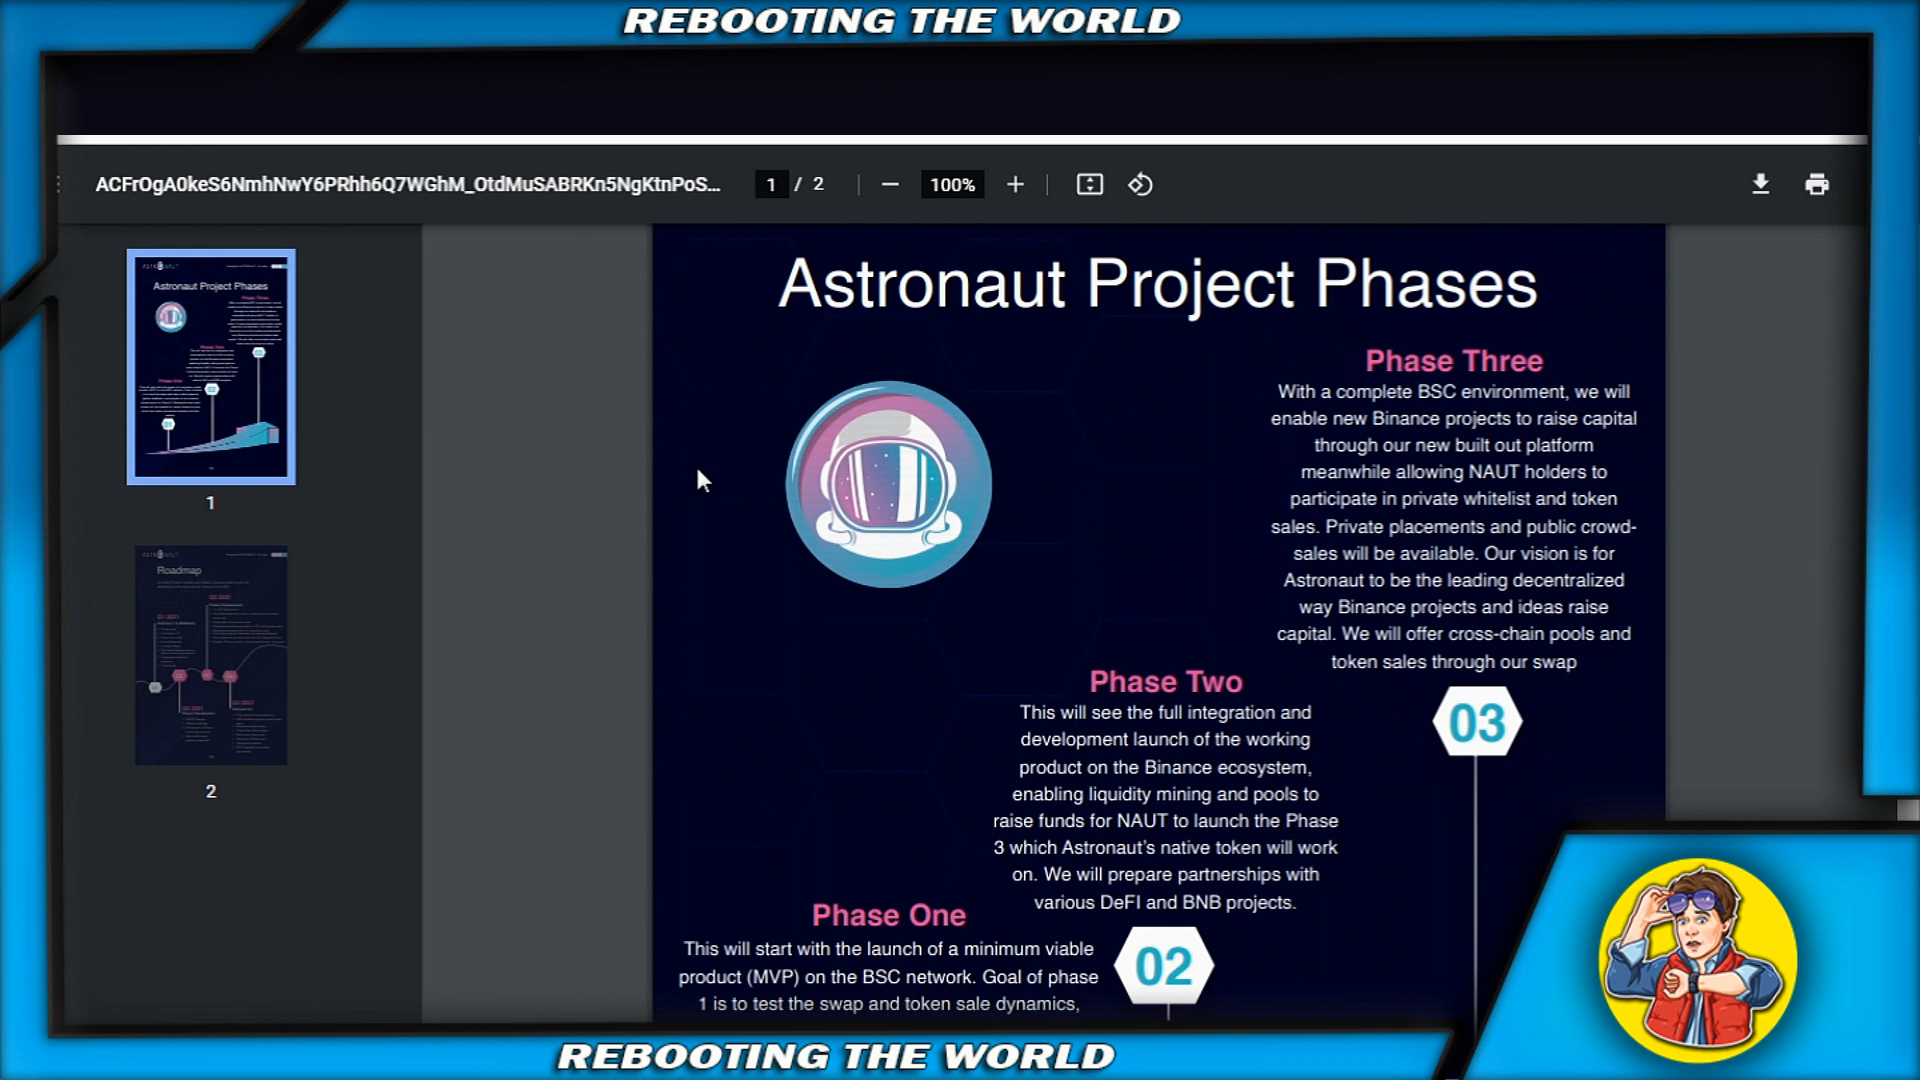 REBOOTING THE WORLD
ACFrOgA0keS6NmhNwY6PRhh6Q7WGhM_OtdMuSABRKn5NgKtnPoS...
1 / 2
100%
Astronaut Project Phases
1
Roadmap
2
Astronaut Project Phases
Phase Three
With a complete BSC environment, we will
enable new Binance projects to raise capital
through our new built out platform
meanwhile allowing NAUT holders to
participate in private whitelist and token
sales. Private placements and public crowd-
sales will be available. Our vision is for
Astronaut to be the leading decentralized
way Binance projects and ideas raise
capital. We will offer cross-chain pools and
token sales through our swap
03
Phase Two
This will see the full integration and
development launch of the working
product on the Binance ecosystem,
enabling liquidity mining and pools to
raise funds for NAUT to launch the Phase
3 which Astronaut's native token will work
on. We will prepare partnerships with
various DeFI and BNB projects.
02
Phase One
This will start with the launch of a minimum viable
product (MVP) on the BSC network. Goal of phase
1 is to test the swap and token sale dynamics,
REBOOTING THE WORLD